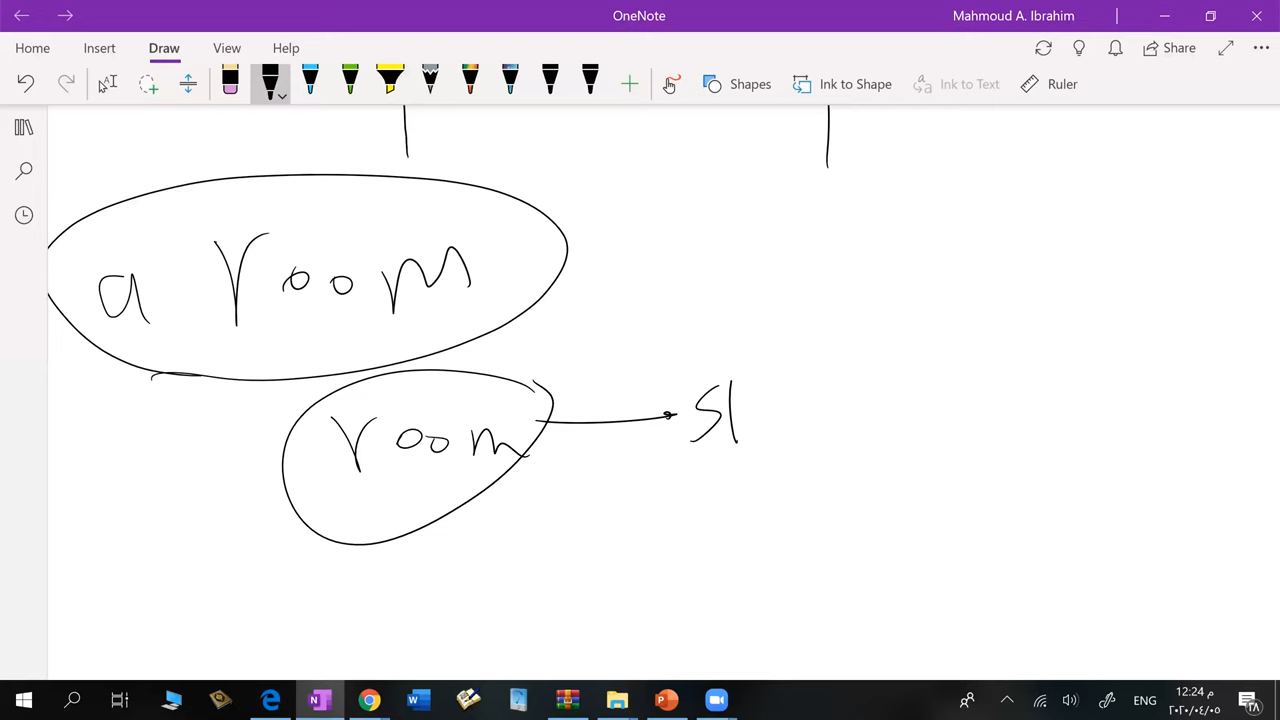 OneNote
Mahmoud A. Ibrahim
Home Insert Draw View Help
Share
Shapes
Ink to Shape
Ink to Text
Ruler
a room
room
sl
ENG
12:24 م
٢٠٢٠/٠٤/٠٥